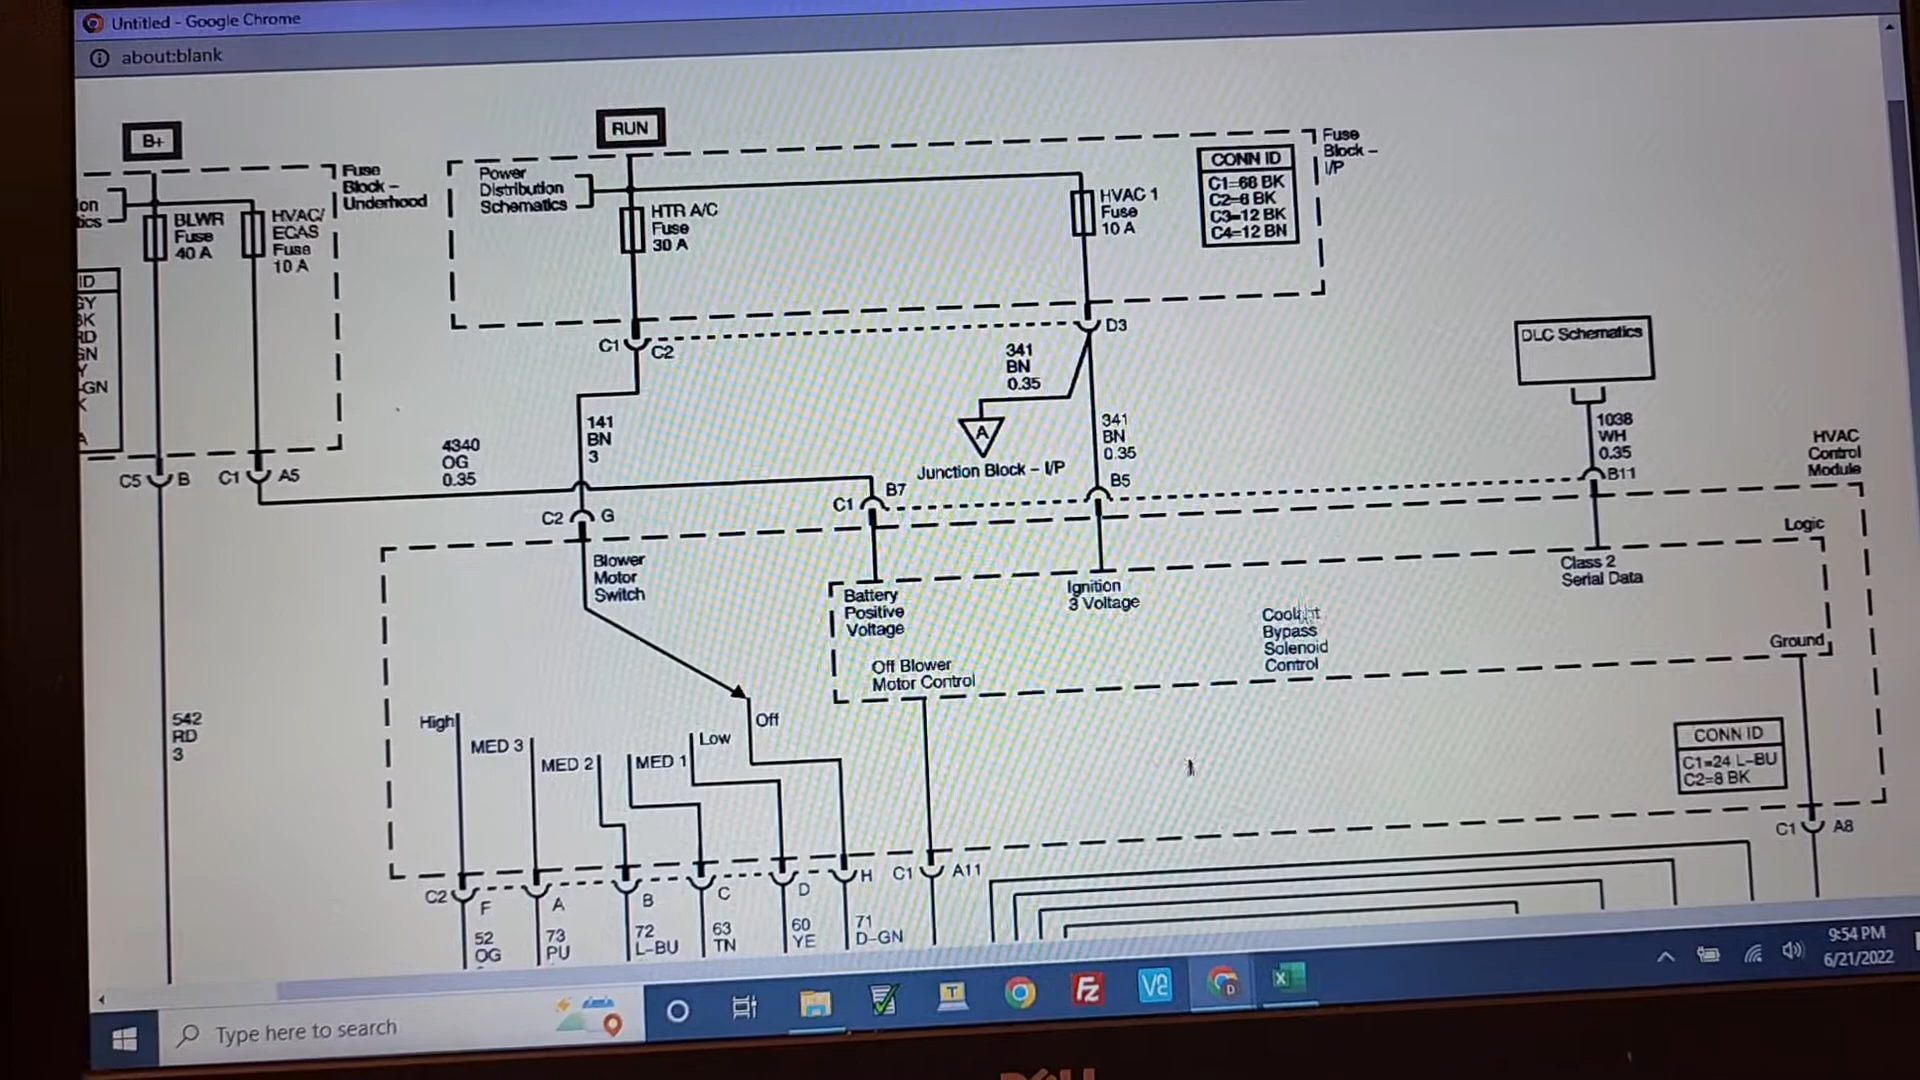 Untitled - Google Chrome
about:blank
B+
RUN
Fuse
Block –
Underhood
Power
Distribution
Schematics
CONN ID
C1=68 BK
C2=6 BK
C3=12 BK
C4=12 BN
Fuse
Block –
I/P
BLWR
Fuse
40 A
HVAC/
ECAS
Fuse
10 A
HTR A/C
Fuse
30 A
HVAC 1
Fuse
10 A
ID
C1
C2
D3
341
BN
0.35
DLC Schematics
141
BN
3
A
341
BN
0.35
1038
WH
0.35
HVAC
Control
Module
4340
OG
0.35
Junction Block – I/P
C5
B
C1
A5
C1
B7
B5
B11
C2
G
Logic
Blower
Motor
Switch
Battery
Positive
Voltage
Ignition
3 Voltage
Class 2
Serial Data
Coolant
Bypass
Solenoid
Control
Ground
Off Blower
Motor Control
542
RD
3
High
MED 3
MED 2
MED 1
Low
Off
CONN ID
C1=24 L-BU
C2=8 BK
C1
A8
C2
F
A
B
C
D
H
C1
A11
52
OG
73
PU
72
L-BU
63
TN
60
YE
71
D-GN
Type here to search
9:54 PM
6/21/2022